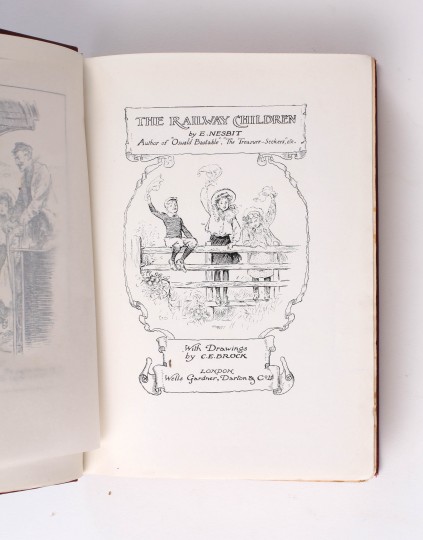 THE RAILWAY CHILDREN
by E. NESBIT
Author of "Oswald Bastable", "The Treasure-Seekers", &c.
With Drawings
by C.E. BROCK
LONDON
Wells Gardner, Darton & Co. Ltd